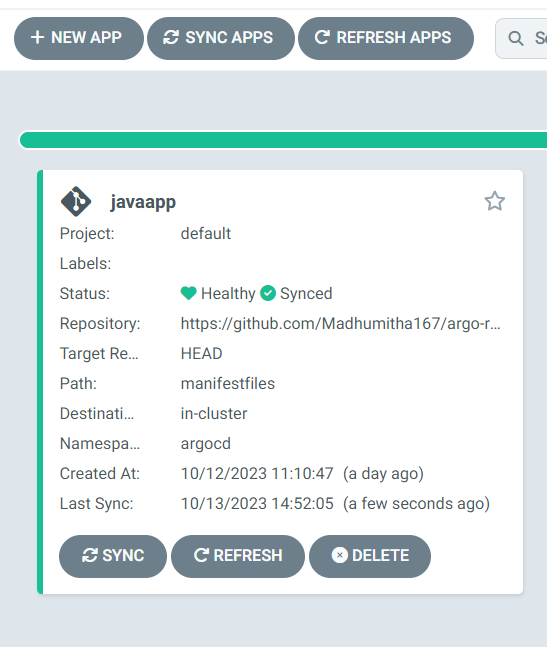 NEW APP SYNC APPS REFRESH APPS
javaapp
Project: default
Labels:
Status: Healthy Synced
Repository: https://github.com/Madhumitha167/argo-r...
Target Re... HEAD
Path: manifestfiles
Destinati... in-cluster
Namespa... argocd
Created At: 10/12/2023 11:10:47 (a day ago)
Last Sync: 10/13/2023 14:52:05 (a few seconds ago)
SYNC REFRESH DELETE